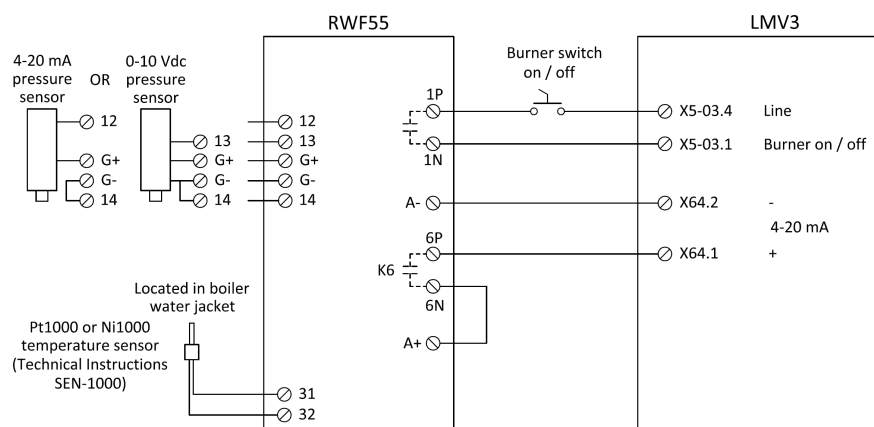 RWF55
LMV3
4-20 mA
pressure
sensor
OR
0-10 Vdc
pressure
sensor
12
G+
G-
14
13
G+
G-
14
12
13
G+
G-
14
Burner switch
on / off
1P
1N
A-
6P
K6
6N
A+
X5-03.4 Line
X5-03.1 Burner on / off
X64.2 -
4-20 mA
X64.1 +
Located in boiler
water jacket
Pt1000 or Ni1000
temperature sensor
(Technical Instructions
SEN-1000)
31
32